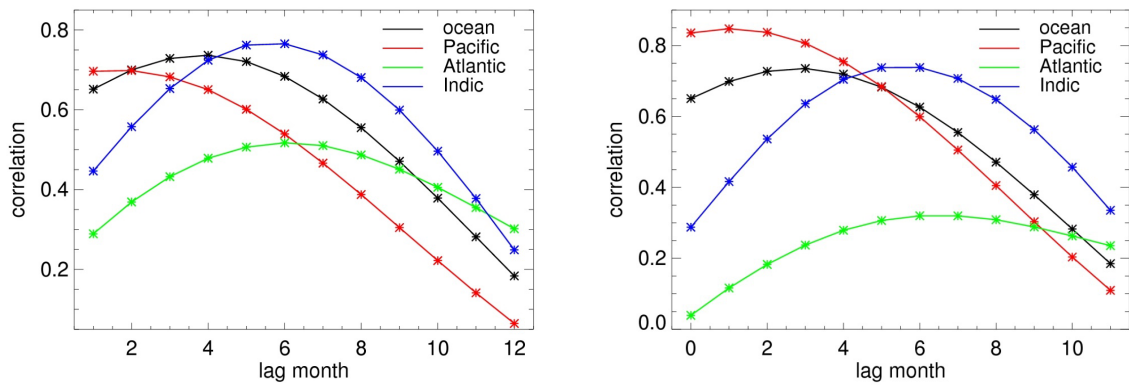 0.8
0.6
0.4
0.2
correlation
ocean
Pacific
Atlantic
Indic
2 4 6 8 10 12
lag month
0.8
0.6
0.4
0.2
0.0
correlation
ocean
Pacific
Atlantic
Indic
0 2 4 6 8 10
lag month